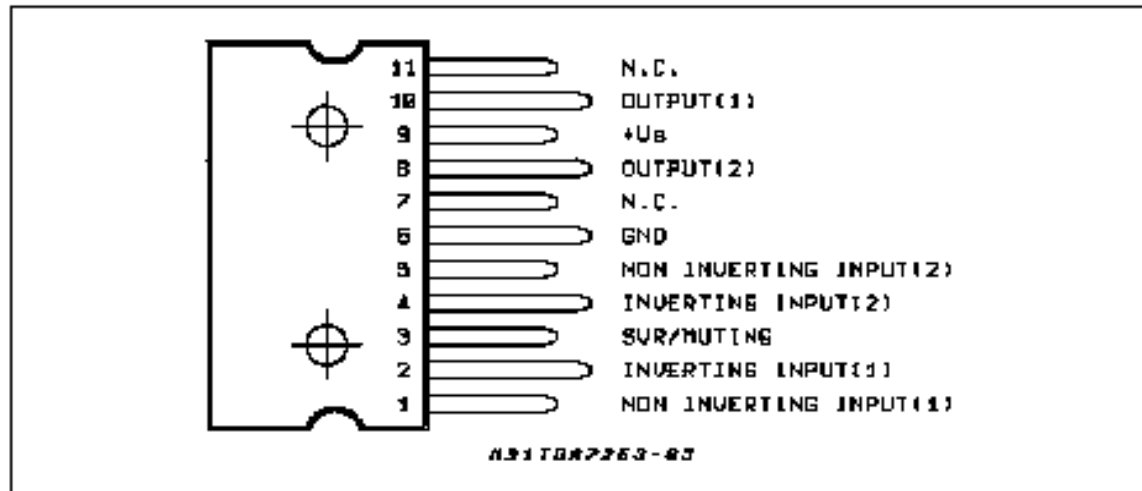 11 N.C.
10 OUTPUT(1)
9 +Us
8 OUTPUT(2)
7 N.C.
6 GND
5 NON INVERTING INPUT(2)
4 INVERTING INPUT(2)
3 SVR/MUTING
2 INVERTING INPUT(1)
1 NON INVERTING INPUT(1)